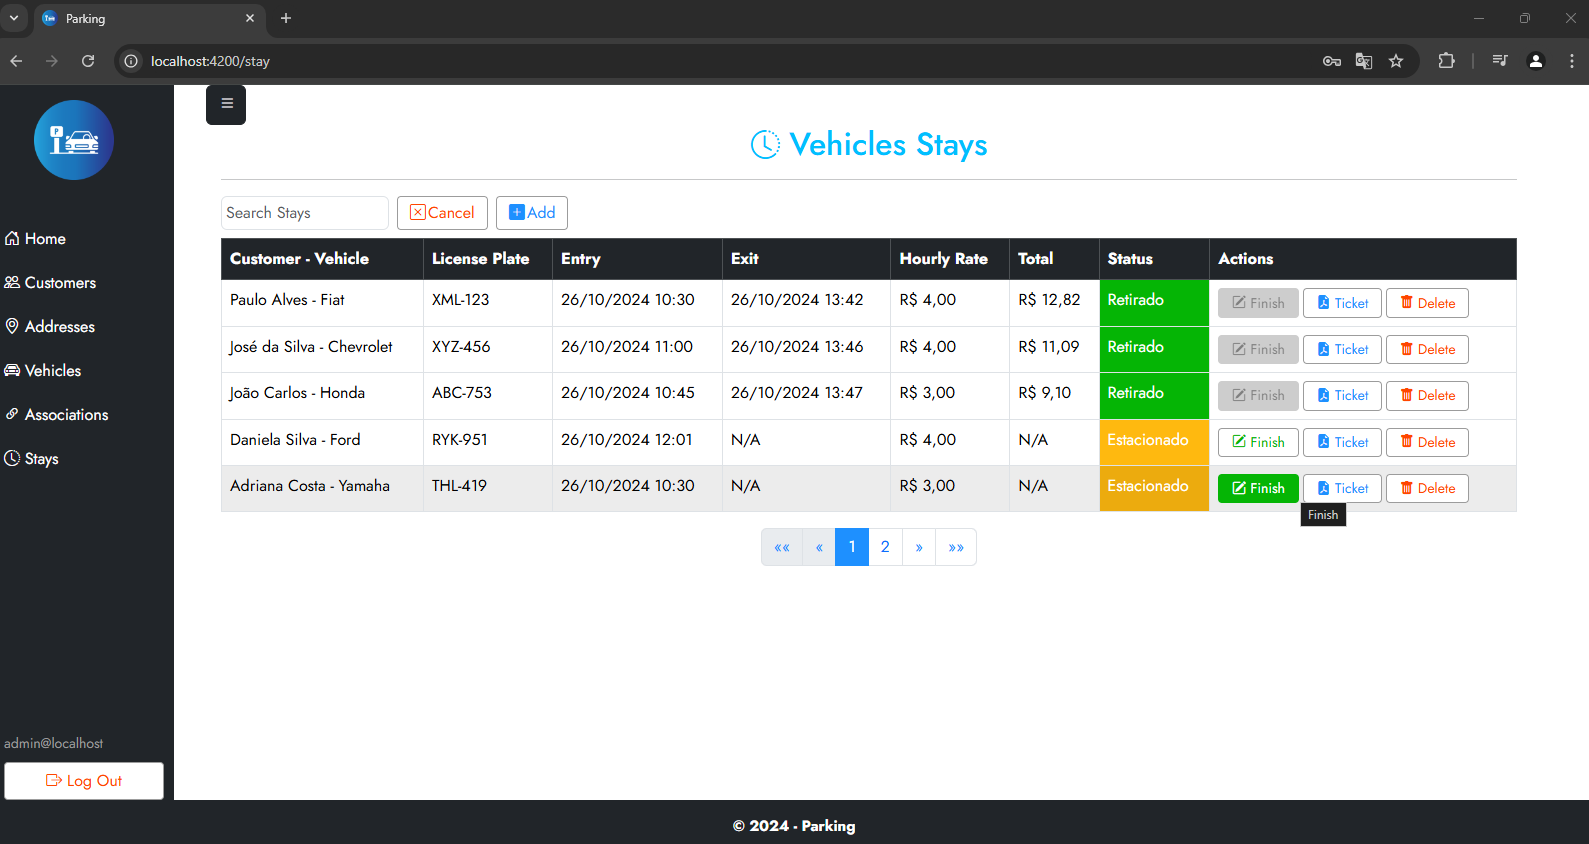 Parking
localhost:4200/stay
P
Vehicles Stays
Home
Customers
Addresses
Vehicles
Associations
Stays
Search Stays Cancel Add
Customer - Vehicle License Plate Entry Exit Hourly Rate Total Status Actions
Paulo Alves - Fiat XML-123 26/10/2024 10:30 26/10/2024 13:42 R$ 4,00 R$ 12,82 Retirado Finish Ticket Delete
José da Silva - Chevrolet XYZ-456 26/10/2024 11:00 26/10/2024 13:46 R$ 4,00 R$ 11,09 Retirado Finish Ticket Delete
João Carlos - Honda ABC-753 26/10/2024 10:45 26/10/2024 13:47 R$ 3,00 R$ 9,10 Retirado Finish Ticket Delete
Daniela Silva - Ford RYK-951 26/10/2024 12:01 N/A R$ 4,00 N/A Estacionado Finish Ticket Delete
Adriana Costa - Yamaha THL-419 26/10/2024 10:30 N/A R$ 3,00 N/A Estacionado Finish Ticket Delete
Finish
«« « 1 2 » »»
admin@localhost
Log Out
© 2024 - Parking